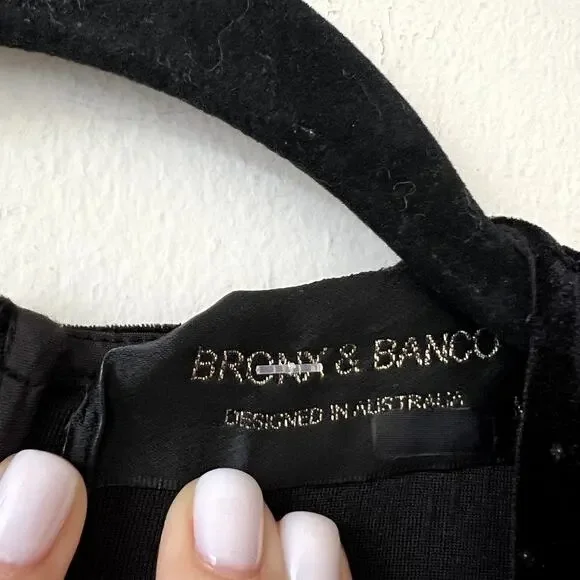 BRONX & BANCO
DESIGNED IN AUSTRALIA